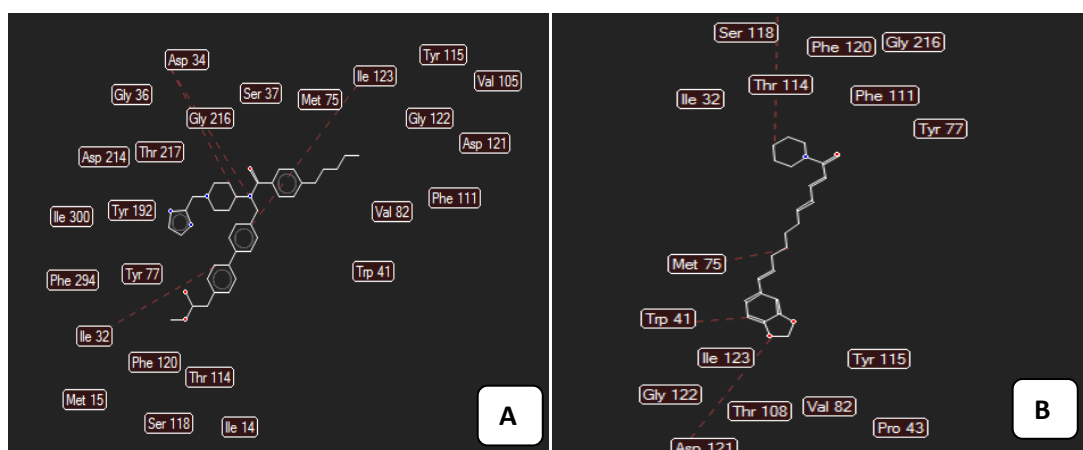 Asp 34
Tyr 115
Ile 123
Val 105
Gly 36
Ser 37
Met 75
Gly 216
Gly 122
Asp 121
Asp 214
Thr 217
Phe 111
Ile 300
Tyr 192
Val 82
Phe 294
Tyr 77
Trp 41
Ile 32
Phe 120
Thr 114
Met 15
Ser 118
Ile 14
A
Ser 118
Phe 120
Gly 216
Thr 114
Ile 32
Phe 111
Tyr 77
Met 75
Trp 41
Ile 123
Tyr 115
Gly 122
Thr 108
Val 82
Pro 43
Asp 121
B